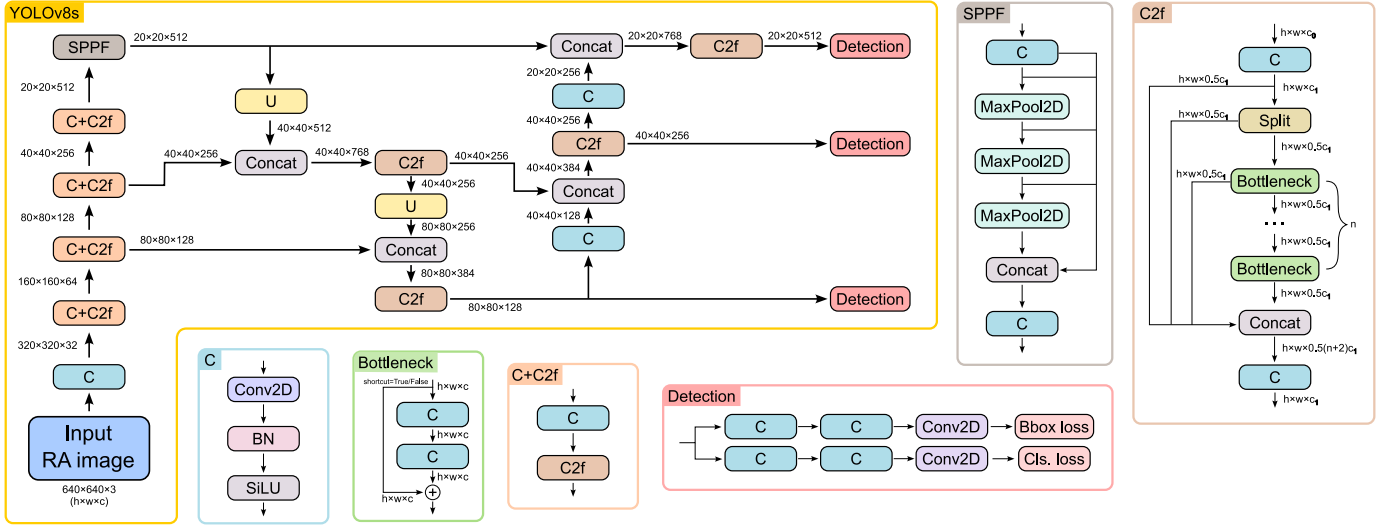 YOLOv8s
SPPF
20×20×512
Concat
20×20×768
C2f
20×20×512
Detection
20×20×512
U
20×20×256
C
C+C2f
40×40×512
40×40×256
40×40×256
40×40×256
Concat
40×40×768
C2f
40×40×256
C2f
40×40×256
Detection
C+C2f
40×40×384
Concat
40×40×256
U
80×80×128
80×80×256
40×40×128
C+C2f
80×80×128
Concat
C
160×160×64
80×80×384
C+C2f
C2f
80×80×128
Detection
320×320×32
C
Input
RA image
640×640×3
(h×w×c)
C
Conv2D
BN
SiLU
Bottleneck
shortcut=True/False
h×w×c
C
h×w×c
C
h×w×c
h×w×c
+
C+C2f
C
C2f
Detection
C
C
Conv2D
Bbox loss
C
C
Conv2D
Cls. loss
SPPF
C
MaxPool2D
MaxPool2D
MaxPool2D
Concat
C
C2f
h×w×c₀
C
h×w×0.5c₁
h×w×c₁
h×w×0.5c₁
Split
h×w×0.5c₁
h×w×0.5c₁
Bottleneck
h×w×0.5c₁
...
n
h×w×0.5c₁
Bottleneck
h×w×0.5c₁
Concat
h×w×0.5(n+2)c₁
C
h×w×c₁